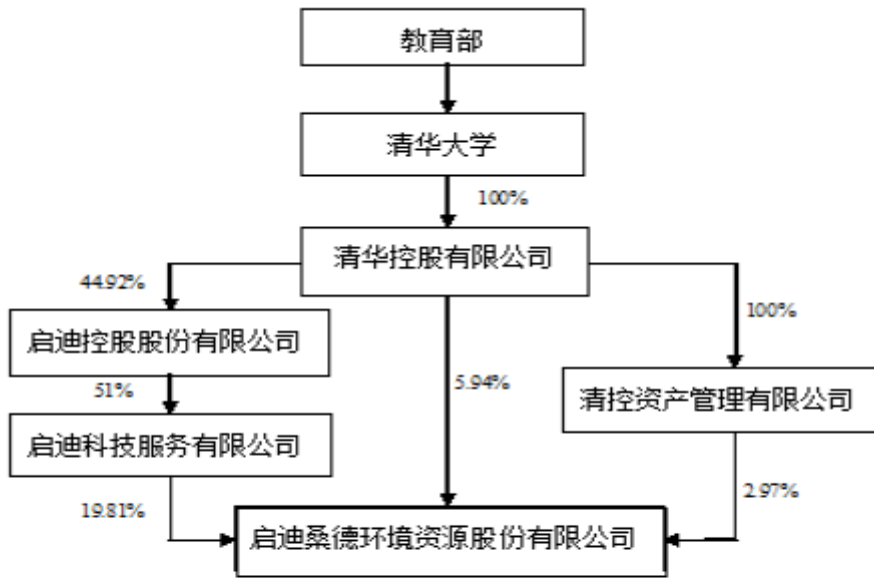 教育部
清华大学
100%
清华控股有限公司
44.92%
100%
启迪控股股份有限公司
5.94%
51%
清控资产管理有限公司
启迪科技服务有限公司
19.81%
2.97%
启迪桑德环境资源股份有限公司